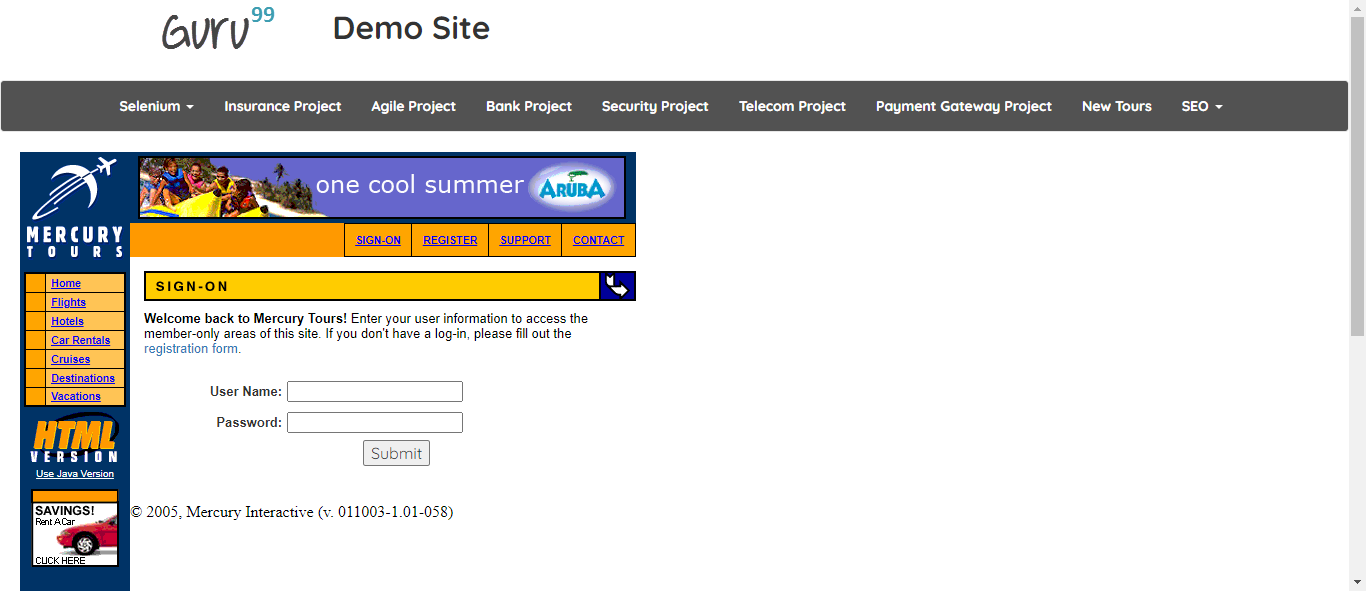 Guru99
Demo Site
Selenium
Insurance Project
Agile Project
Bank Project
Security Project
Telecom Project
Payment Gateway Project
New Tours
SEO
MERCURY
TOURS
one cool summer
ARUBA
SIGN-ON
REGISTER
SUPPORT
CONTACT
Home
Flights
Hotels
Car Rentals
Cruises
Destinations
Vacations
HTML
VERSION
Use Java Version
SAVINGS!
Rent A Car
CLICK HERE
SIGN-ON
Welcome back to Mercury Tours! Enter your user information to access the
member-only areas of this site. If you don't have a log-in, please fill out the
registration form.
User Name:
Password:
Submit
© 2005, Mercury Interactive (v. 011003-1.01-058)